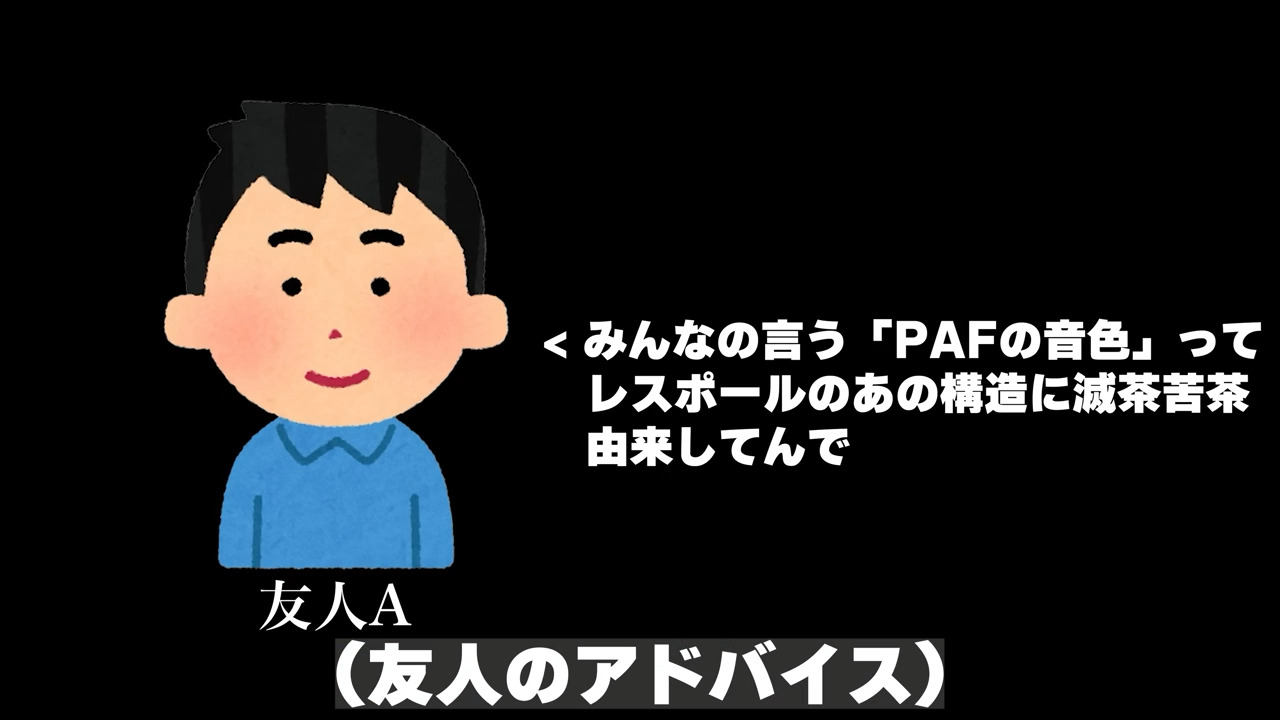 < みんなの言う「PAFの音色」って
レスポールのあの構造に滅茶苦茶
由来してんで
友人A
（友人のアドバイス）